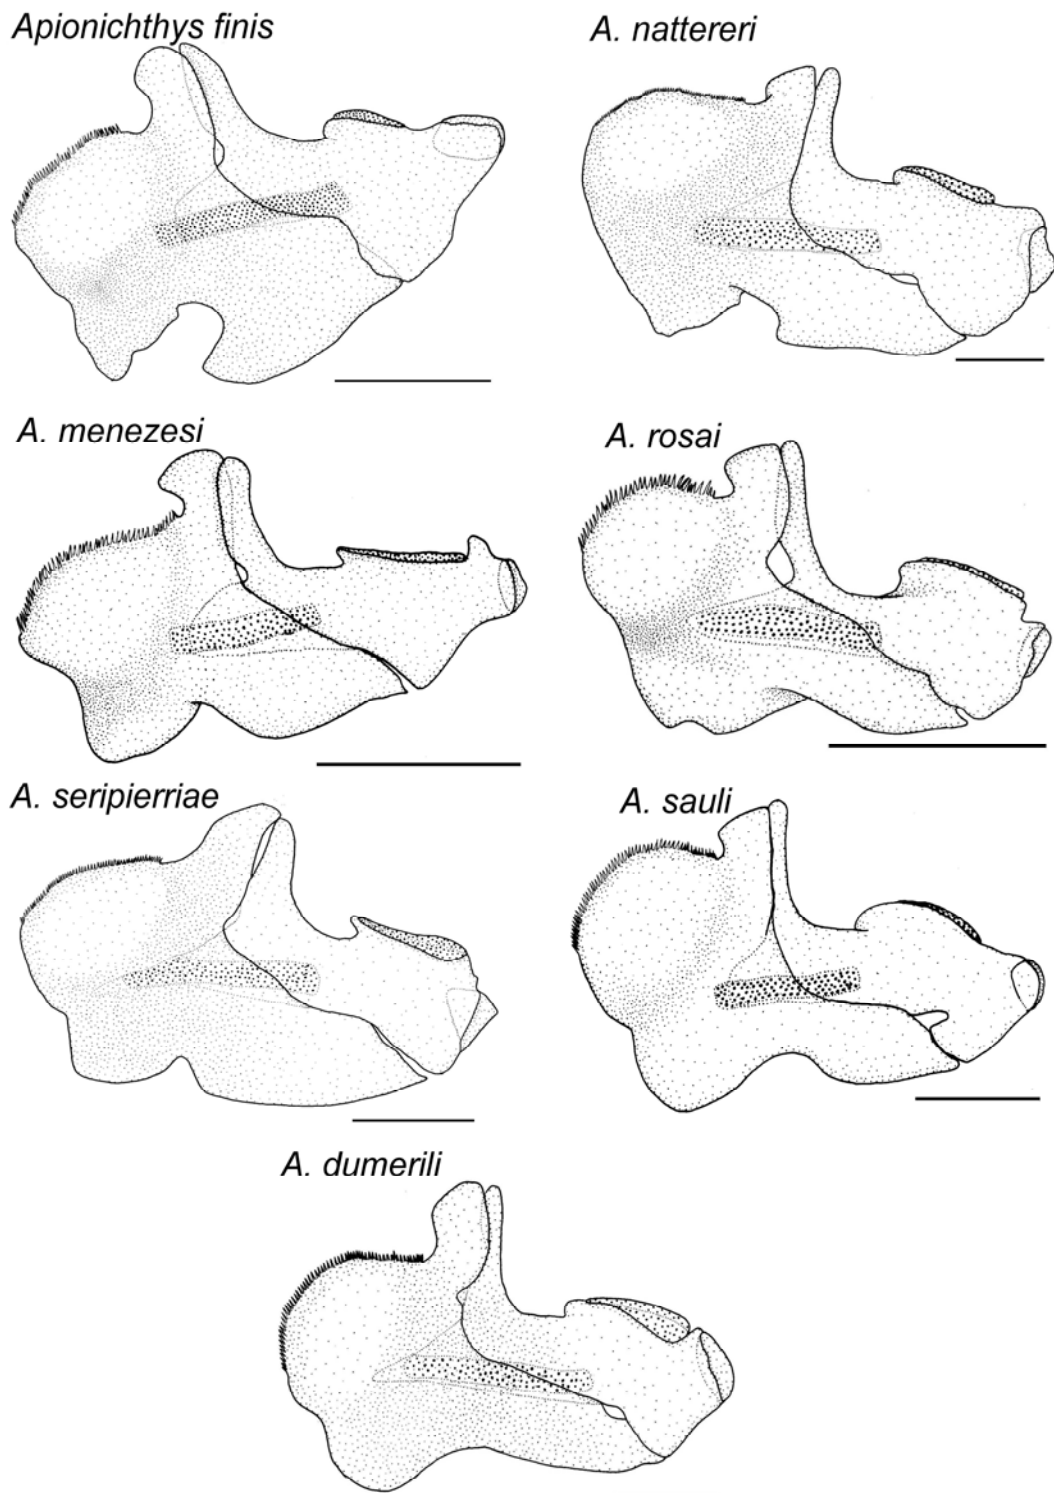 Apionichthys finis
A. nattereri
A. menezesi
A. rosai
A. seripierriae
A. sauli
A. dumerili